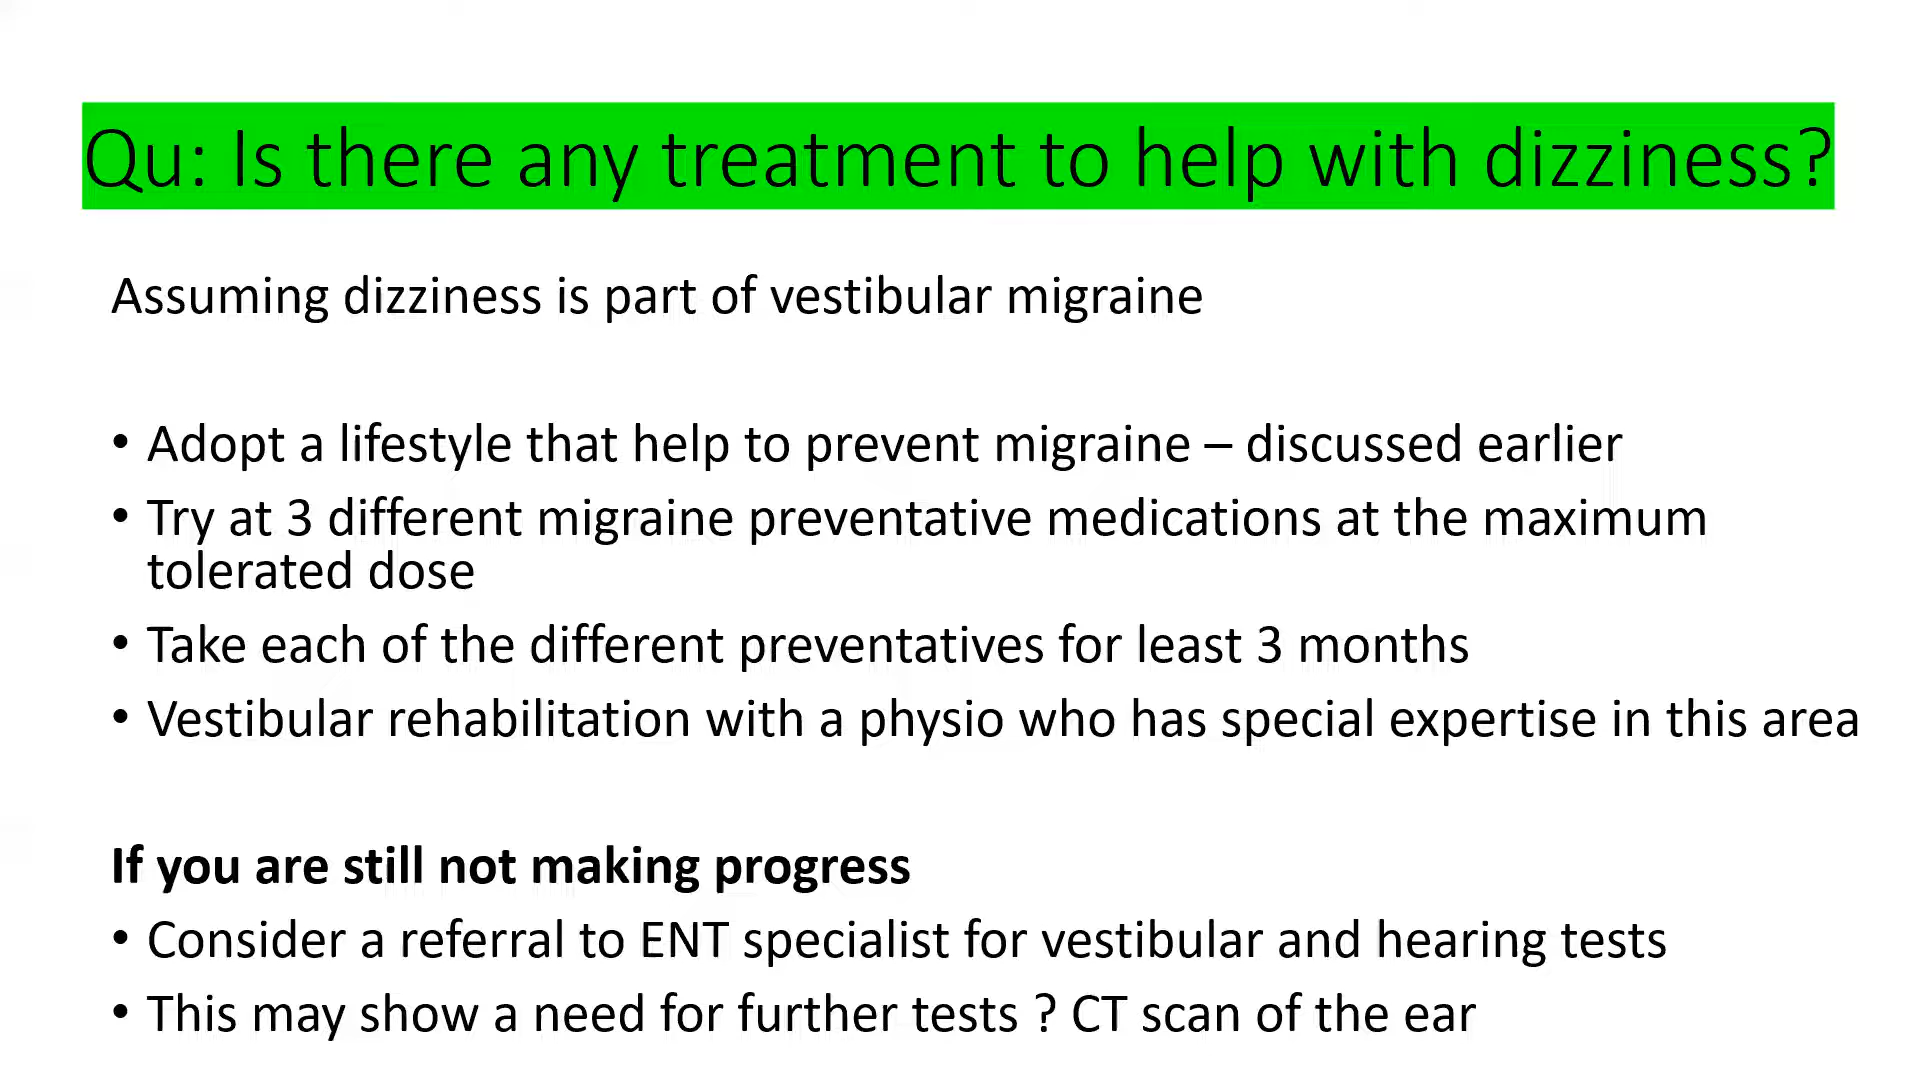 Qu: Is there any treatment to help with dizziness?
Assuming dizziness is part of vestibular migraine
• Adopt a lifestyle that help to prevent migraine – discussed earlier
• Try at 3 different migraine preventative medications at the maximum
tolerated dose
• Take each of the different preventatives for least 3 months
• Vestibular rehabilitation with a physio who has special expertise in this area
If you are still not making progress
• Consider a referral to ENT specialist for vestibular and hearing tests
• This may show a need for further tests ? CT scan of the ear